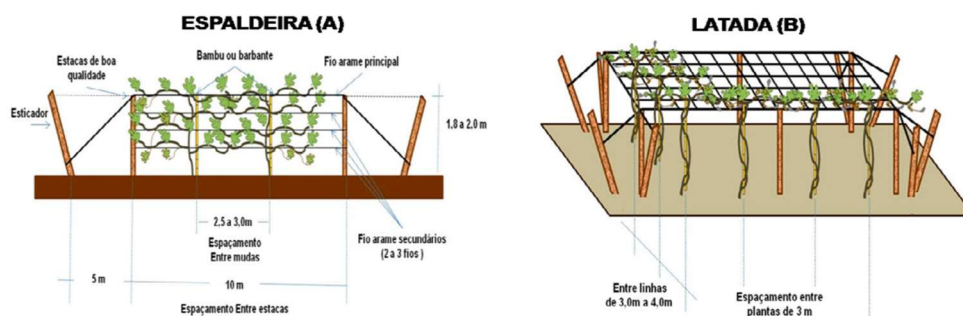 ESPALDEIRA (A)
Estacas de boa
qualidade
Bambu ou barbante
Fio arame principal
Esticador
1,8 a 2,0 m
2,5 a 3,0m
Espaçamento
Entre mudas
Fio arame secundários
(2 a 3 fios )
5 m
10 m
Espaçamento Entre estacas
LATADA (B)
Entre linhas
de 3,0m a 4,0m
Espaçamento entre
plantas de 3 m